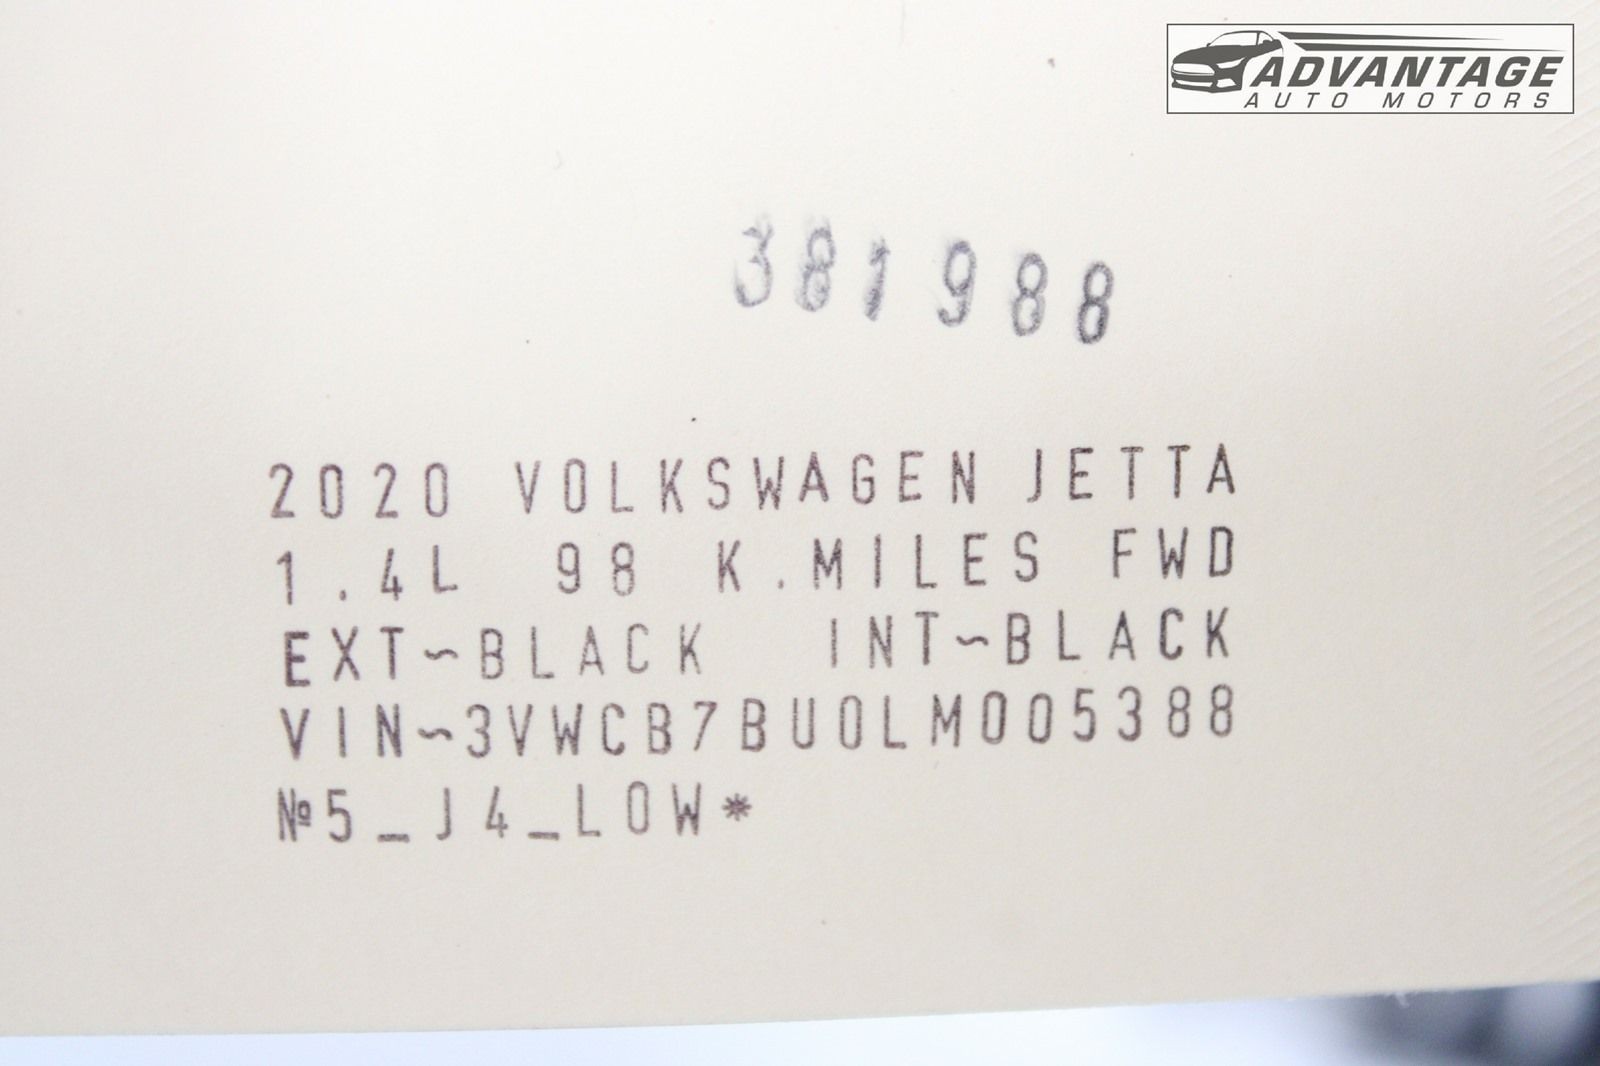 ADVANTAGE
AUTO MOTORS
381988
2020 VOLKSWAGEN JETTA
1.4L 98 K.MILES FWD
EXT~BLACK INT~BLACK
VIN~3VWCB7BU0LM005388
№5_J4_LOW*